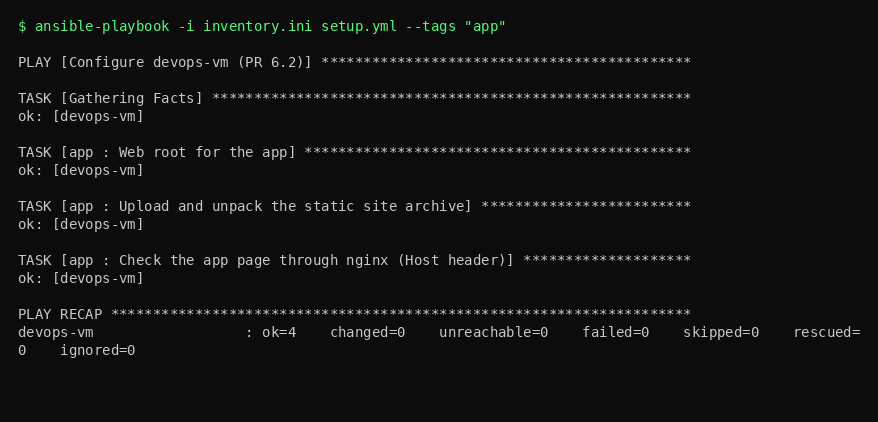 $ ansible-playbook -i inventory.ini setup.yml --tags "app"
PLAY [Configure devops-vm (PR 6.2)] ********************************************
TASK [Gathering Facts] *********************************************************
ok: [devops-vm]
TASK [app : Web root for the app] **********************************************
ok: [devops-vm]
TASK [app : Upload and unpack the static site archive] *************************
ok: [devops-vm]
TASK [app : Check the app page through nginx (Host header)] ********************
ok: [devops-vm]
PLAY RECAP *********************************************************************
devops-vm                  : ok=4    changed=0    unreachable=0    failed=0    skipped=0    rescued=
0    ignored=0